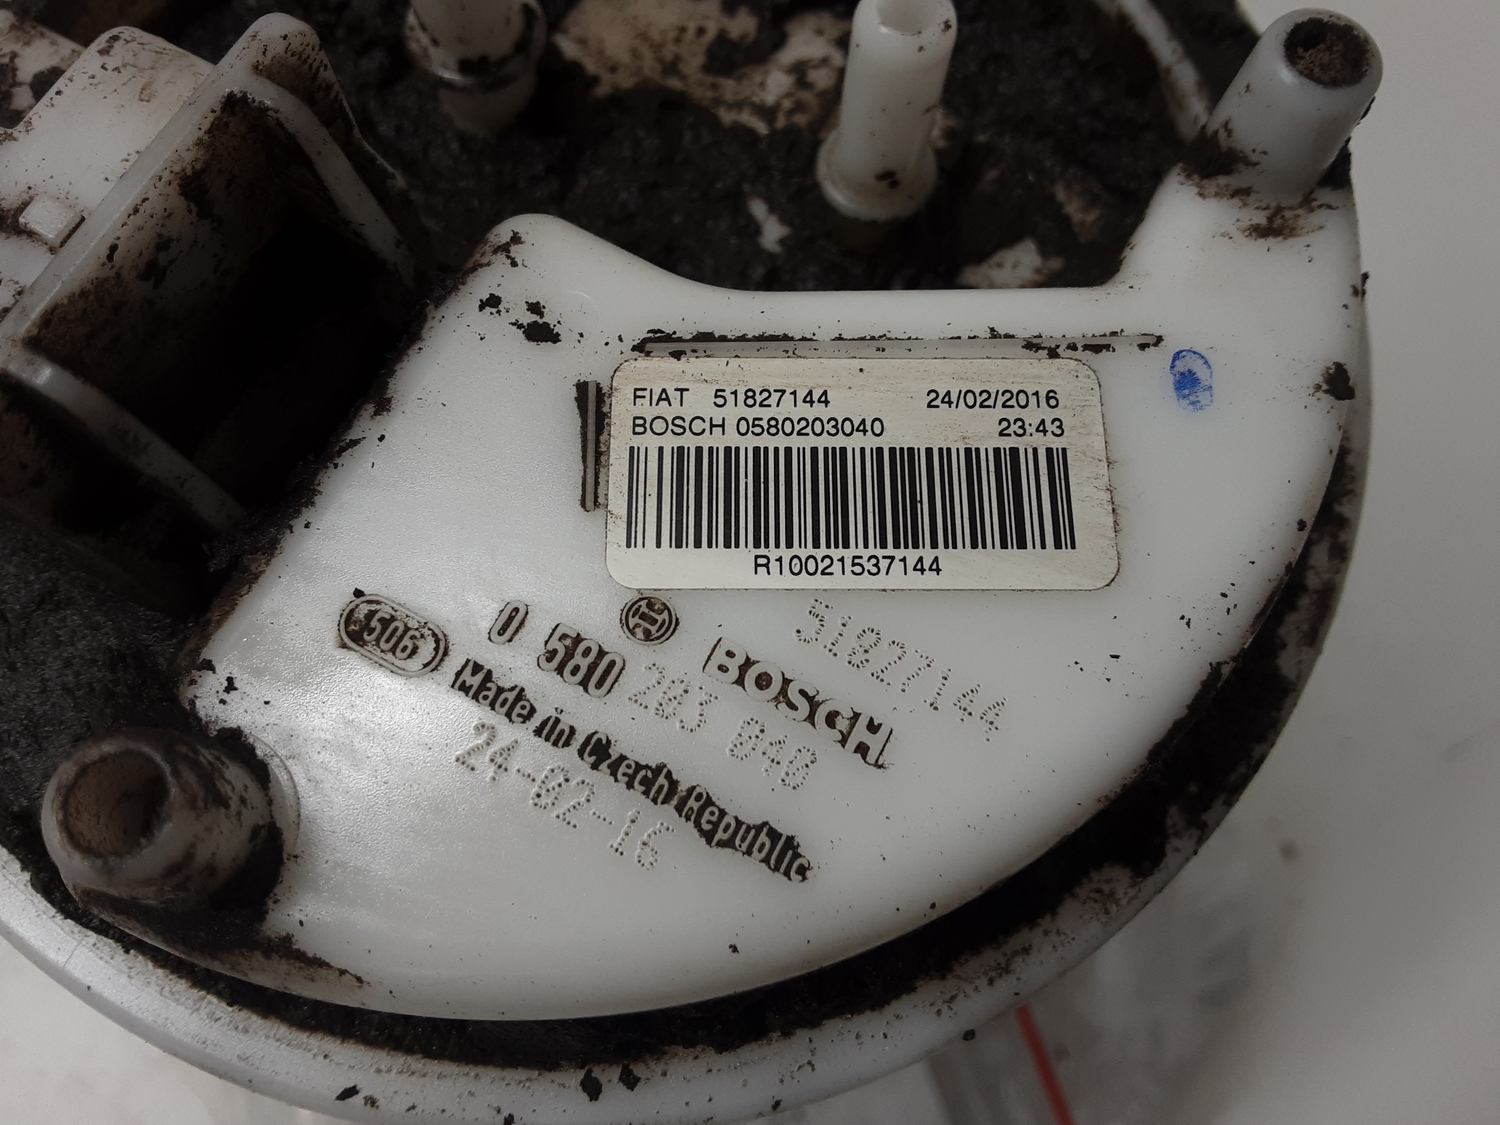 FIAT 51827144 24/02/2016
BOSCH 0580203040 23:43
R10021537144
51827144
BOSCH
506
0 580 203 040
Made in Czech Republic
24-02-16